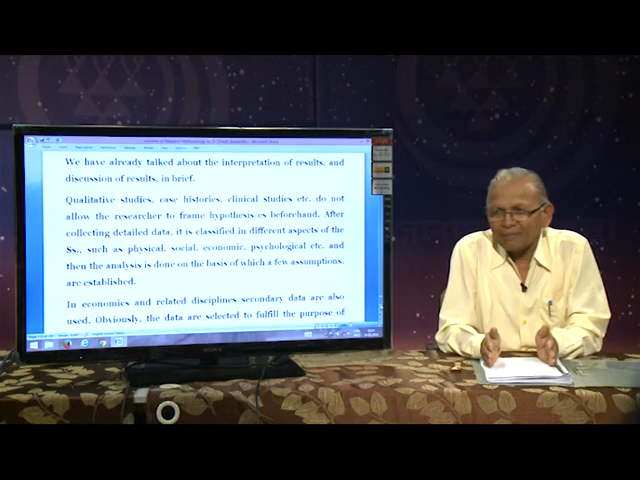 We have already talked about the interpretation of results, and
discussion of results, in brief.
Qualitative studies, case histories, clinical studies etc. do not
allow the researcher to frame hypothesis/es beforehand. After
collecting detailed data, it is classified in different aspects of the
Ss., such as physical, social, economic, psychological etc. and
then the analysis is done on the basis of which a few assumptions,
are established.
In economics and related disciplines secondary data are also
used. Obviously, the data are selected to fulfill the purpose of
SONY